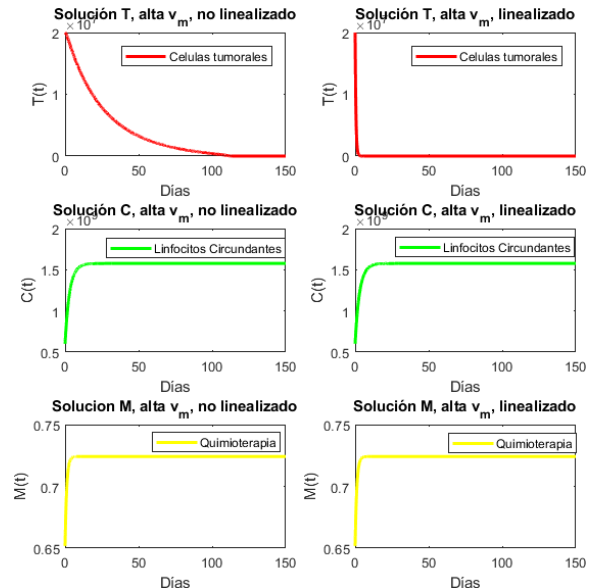 Solución T, alta v_m, no linealizado
×10^7
2
1
0
T(t)
Celulas tumorales
0 50 100 150
Dias
Solución T, alta v_m, linealizado
×10^7
2
1
0
T(t)
Celulas tumorales
0 50 100 150
Dias
Solución C, alta v_m, no linealizado
2
1.5
1
0.5
C(t)
Linfocitos Circundantes
0 50 100 150
Dias
Solución C, alta v_m, linealizado
2
1.5
1
0.5
C(t)
Linfocitos Circundantes
0 50 100 150
Dias
Solucion M, alta v_m, no linealizado
0.75
0.7
0.65
M(t)
Quimioterapia
0 50 100 150
Días
Solución M, alta v_m, linealizado
0.75
0.7
0.65
M(t)
Quimioterapia
0 50 100 150
Días